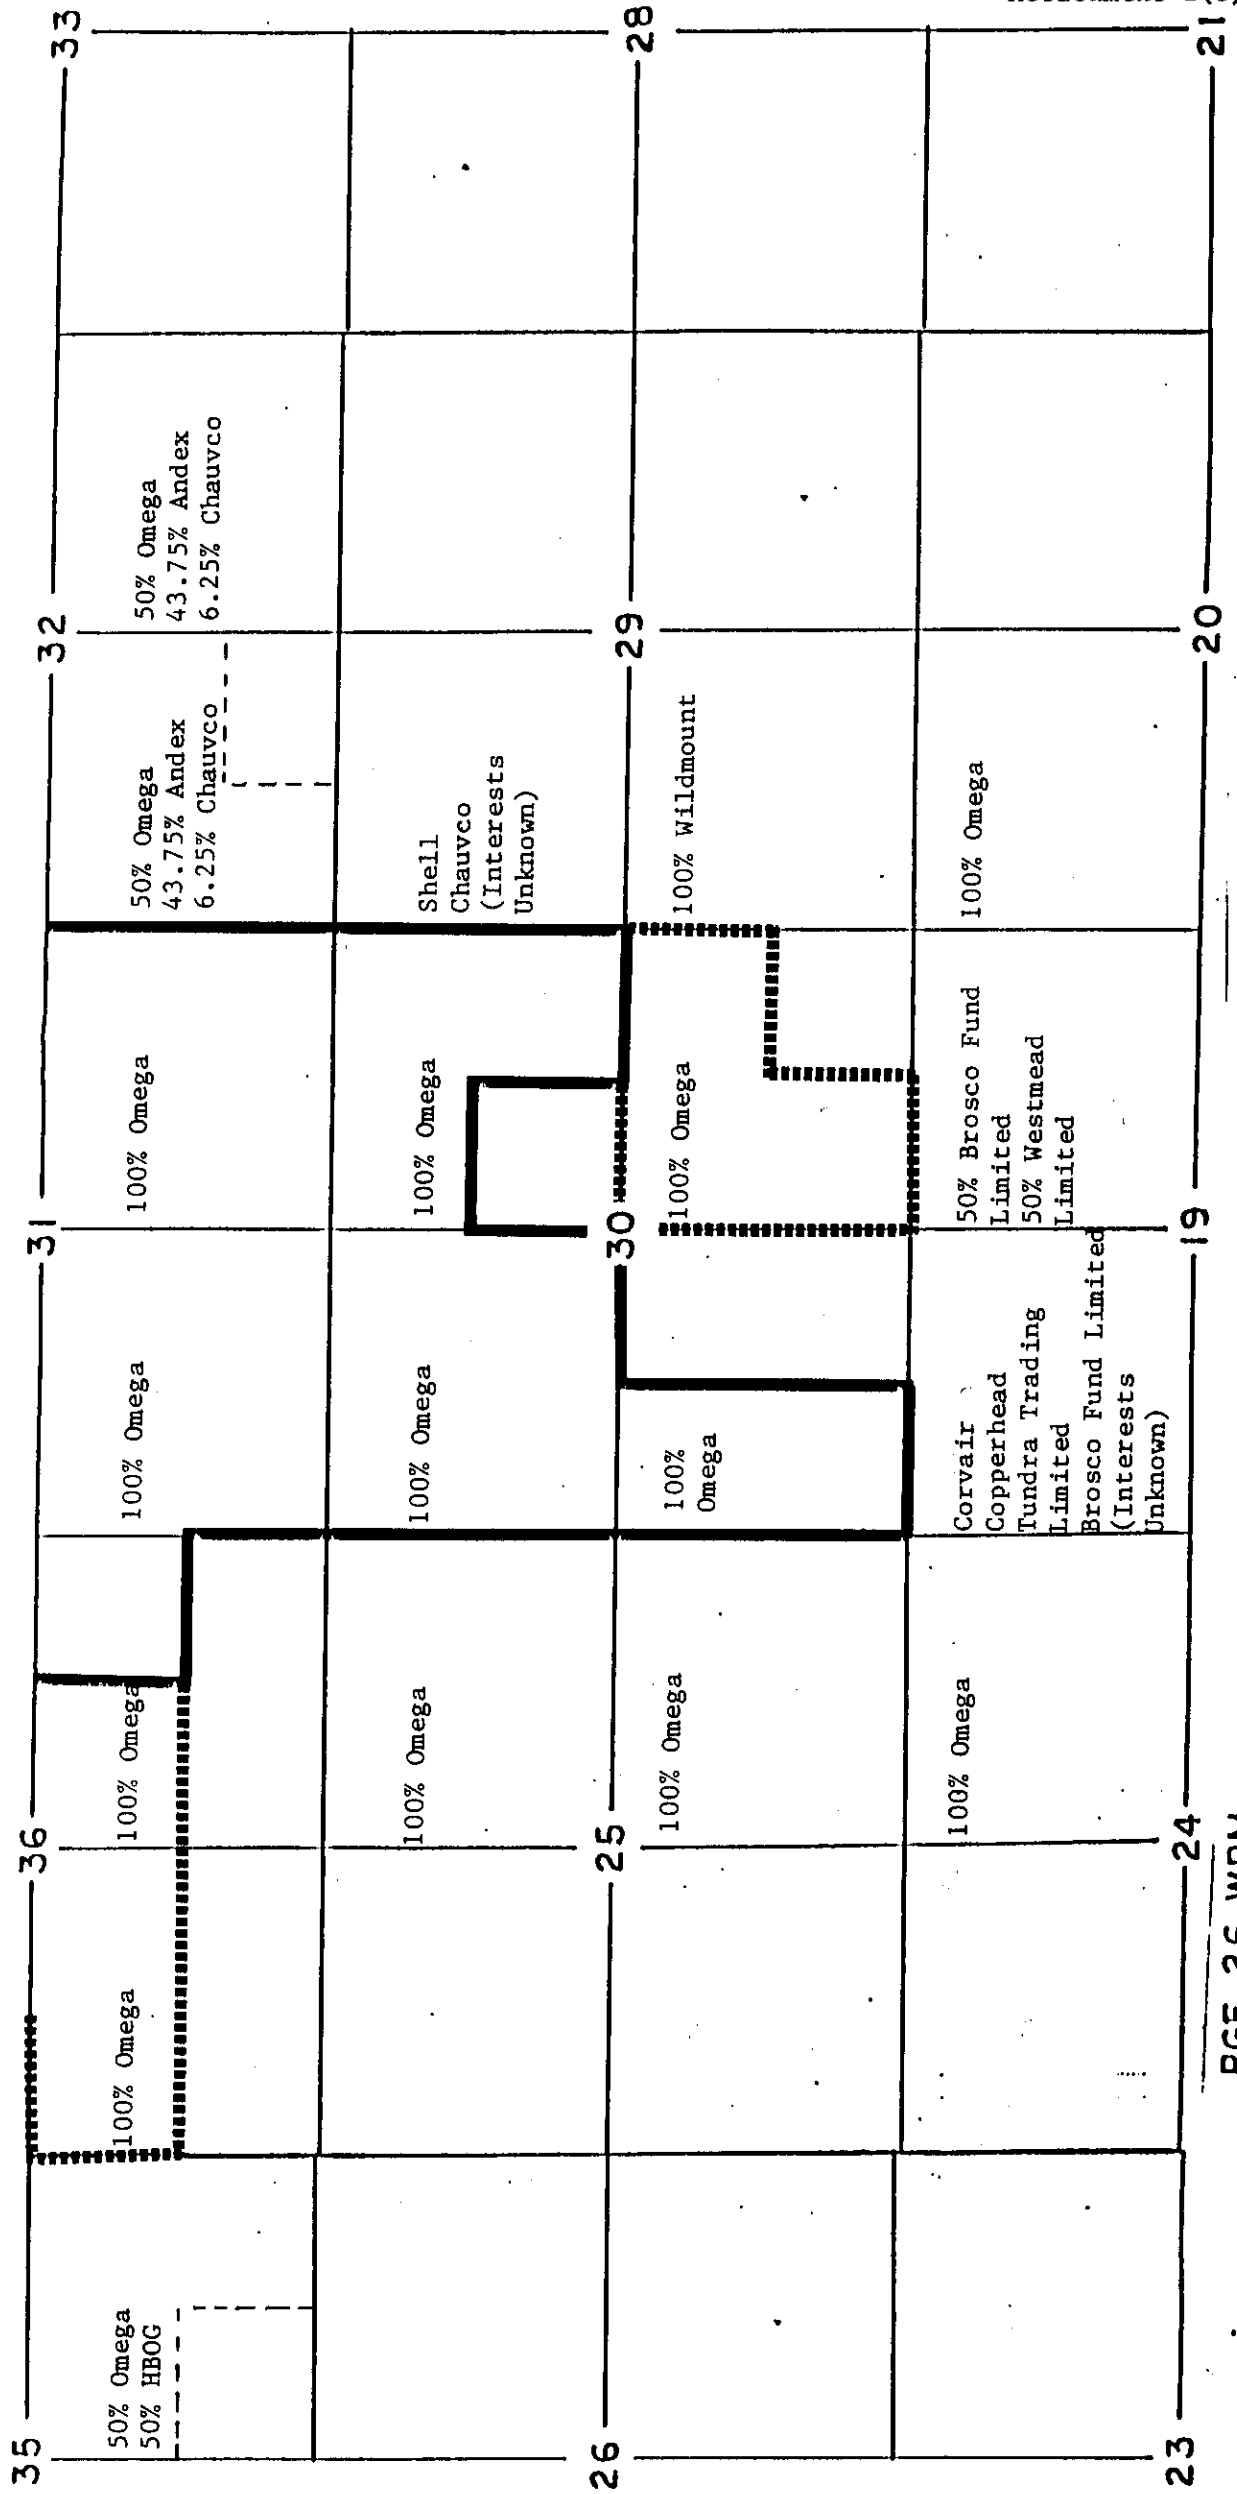 35
36
31
32
33
50% Omega
50% HBOG
100% Omega
100% Omega
100% Omega
100% Omega
50% Omega
43.75% Andex
6.25% Chauvco
50% Omega
43.75% Andex
6.25% Chauvco
100% Omega
100% Omega
100% Omega
Shell
Chauvco
(Interests
Unknown)
26
25
30
29
28
100% Omega
100%
Omega
100% Omega
100% Wildmount
100% Omega
Corvair
Copperhead
Tundra Trading
Limited
Brosco Fund Limited
(Interests
Unknown)
50% Brosco Fund
Limited
50% Westmead
Limited
100% Omega
23
24
19
20
21
RGE 26 WPM